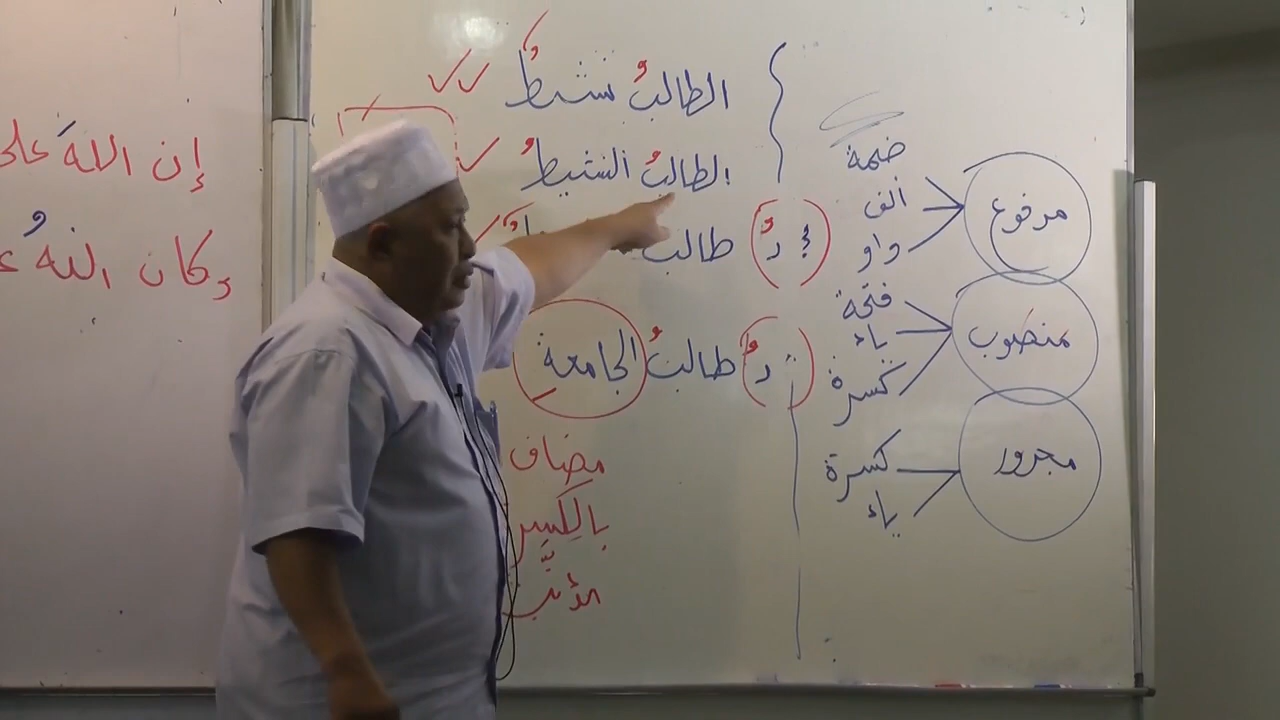 مرفوع
ضمة
ألف
واو
منصوب
فتحة
ياء
كسرة
مجرور
كسرة
ياء
الطالبُ نشيطٌ
الطالبُ النشيطُ
طالب
طالبُ الجامعة
مضاف
بالكسر
إن اللهَ على
وكان اللهُ